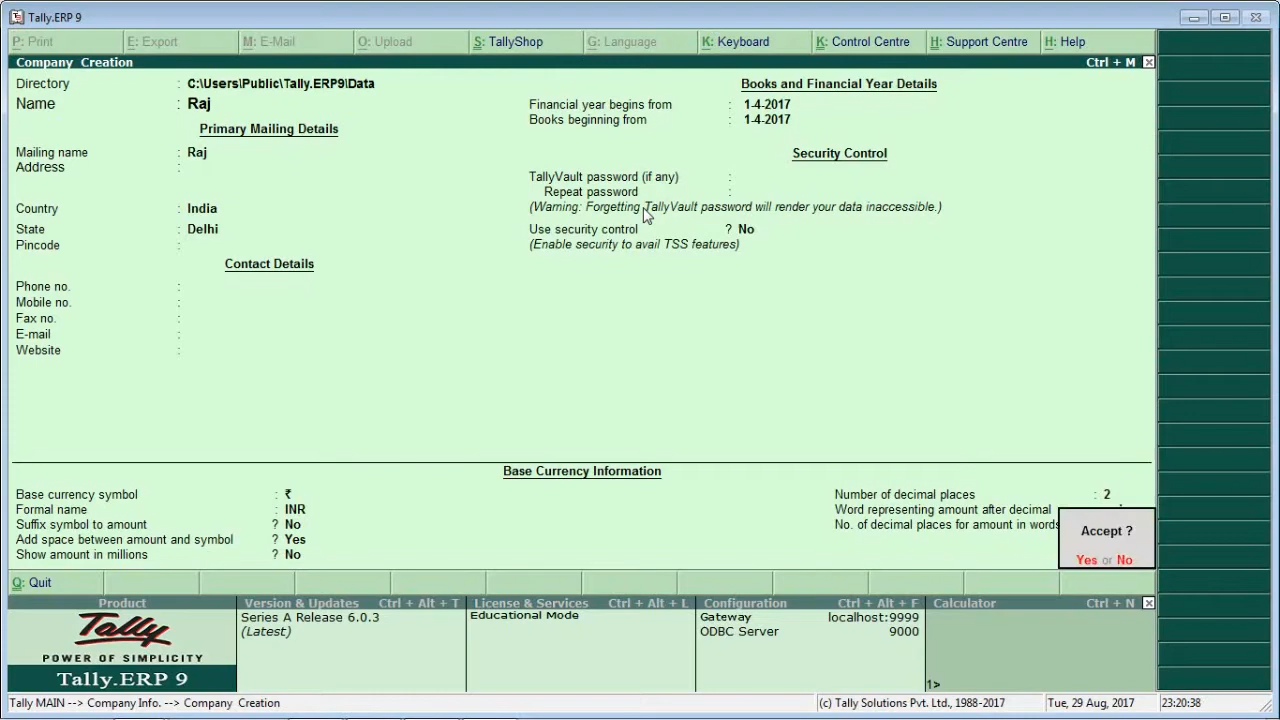 Tally.ERP 9
P: Print E: Export M: E-Mail O: Upload S: TallyShop G: Language K: Keyboard K: Control Centre H: Support Centre H: Help
Company Creation Ctrl + M
Directory : C:\Users\Public\Tally.ERP9\Data
Name : Raj
Primary Mailing Details
Mailing name : Raj
Address :
Country : India
State : Delhi
Pincode :
Contact Details
Phone no. :
Mobile no. :
Fax no. :
E-mail :
Website :
Books and Financial Year Details
Financial year begins from : 1-4-2017
Books beginning from : 1-4-2017
Security Control
TallyVault password (if any) :
Repeat password :
(Warning: Forgetting TallyVault password will render your data inaccessible.)
Use security control ? No
(Enable security to avail TSS features)
Base Currency Information
Base currency symbol : ₹
Formal name : INR
Suffix symbol to amount ? No
Add space between amount and symbol ? Yes
Show amount in millions ? No
Number of decimal places : 2
Word representing amount after decimal
No. of decimal places for amount in words
Accept ?
Yes or No
Q: Quit
Product
Tally
POWER OF SIMPLICITY
Tally.ERP 9
Version & Updates Ctrl + Alt + T
Series A Release 6.0.3
(Latest)
License & Services Ctrl + Alt + L
Educational Mode
Configuration Ctrl + Alt + F
Gateway localhost:9999
ODBC Server 9000
Calculator Ctrl + N
1>
Tally MAIN --> Company Info. --> Company Creation (c) Tally Solutions Pvt. Ltd., 1988-2017 Tue, 29 Aug, 2017 23:20:38